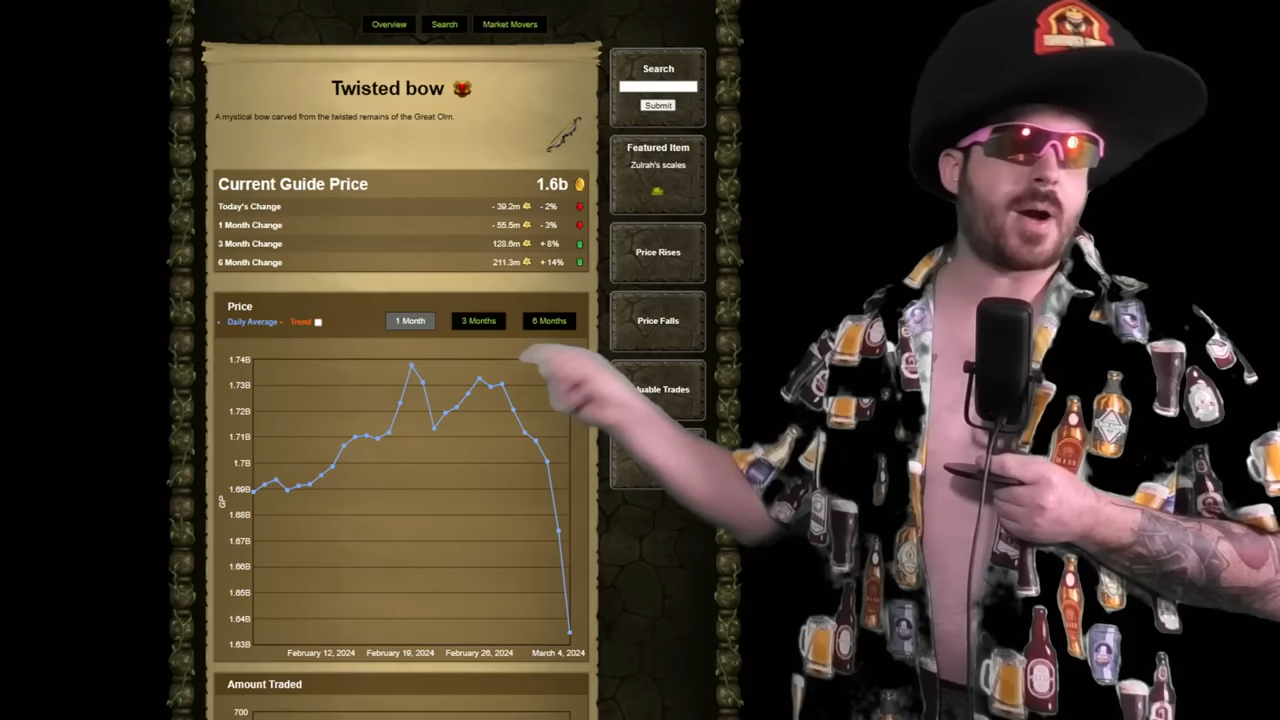 Overview Search Market Movers
Twisted bow
A mystical bow carved from the twisted remains of the Great Olm.
Current Guide Price 1.6b
Today's Change - 39.2m - 2%
1 Month Change - 55.5m - 3%
3 Month Change 128.6m + 8%
6 Month Change 211.3m + 14%
Price
Daily Average Trend
1 Month 3 Months 6 Months
1.74B
1.73B
1.72B
1.71B
1.7B
1.69B
1.68B
1.67B
1.66B
1.65B
1.64B
1.63B
GP
February 12, 2024 February 19, 2024 February 26, 2024 March 4, 2024
Amount Traded
700
Search
Submit
Featured Item
Zulrah's scales
Price Rises
Price Falls
Trades